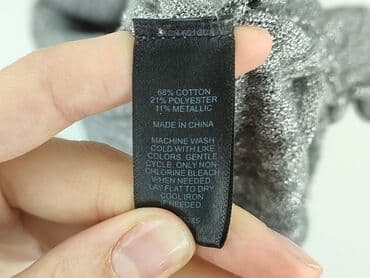 68% COTTON
21% POLYESTER
11% METALLIC
MADE IN CHINA
MACHINE WASH
COLD WITH LIKE
COLORS. GENTLE
CYCLE. ONLY NON-
CHLORINE BLEACH
WHEN NEEDED.
LAY FLAT TO DRY
COOL IRON
IF NEEDED.